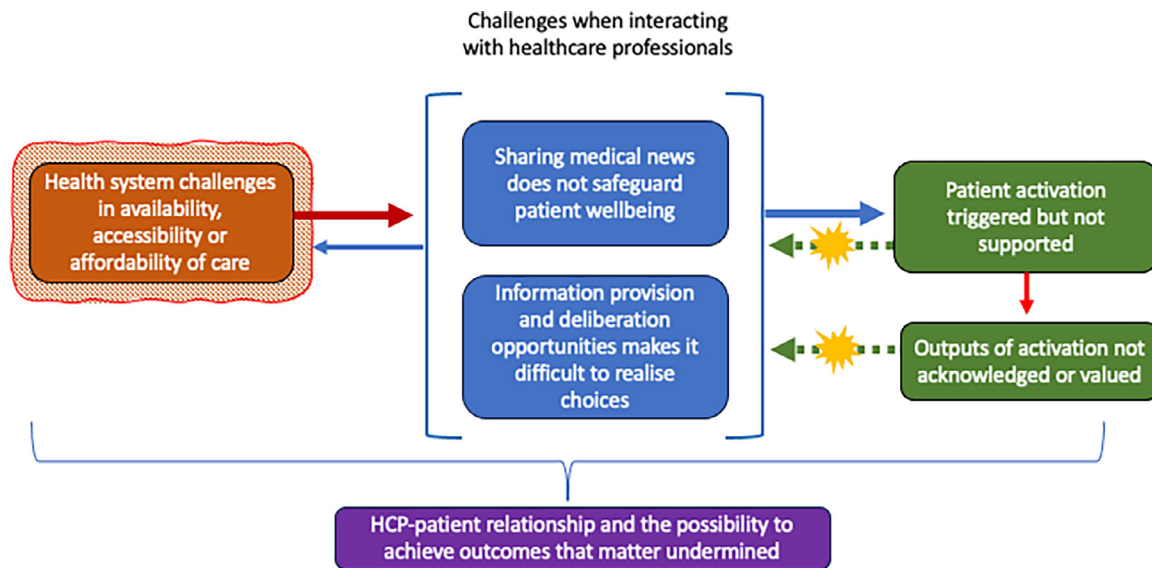 Challenges when interacting
with healthcare professionals
Health system challenges
in availability,
accessibility or
affordability of care
Sharing medical news
does not safeguard
patient wellbeing
Information provision
and deliberation
opportunities makes it
difficult to realise
choices
Patient activation
triggered but not
supported
Outputs of activation not
acknowledged or valued
HCP-patient relationship and the possibility to
achieve outcomes that matter undermined